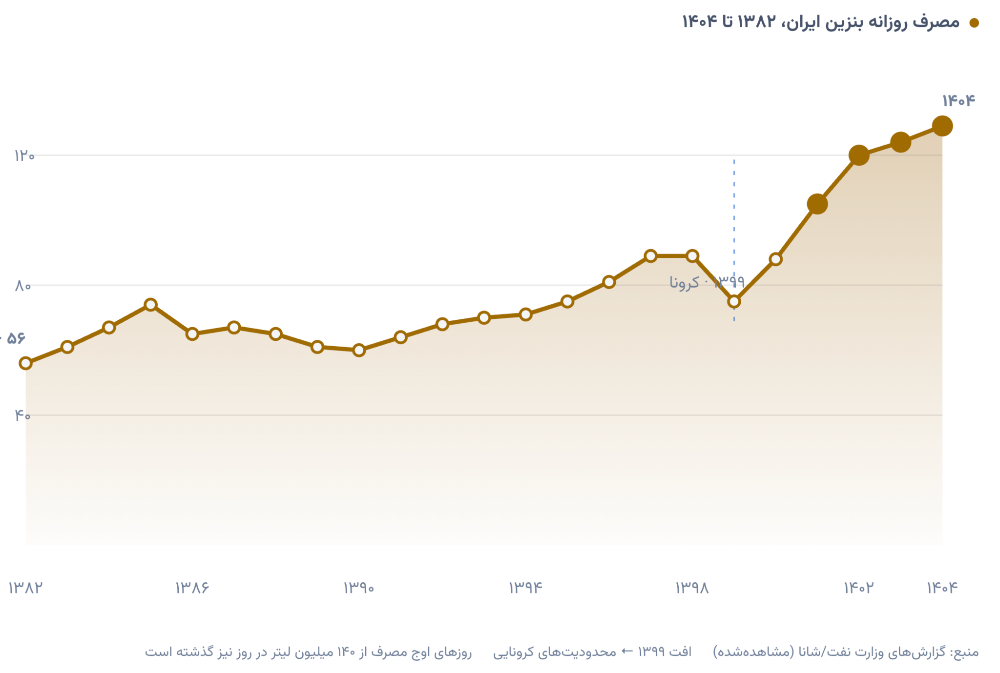 مصرف روزانه بنزین ایران، ۱۳۸۲ تا ۱۴۰۴
۱۴۰۴
۱۲۰
۸۰
۱۳۹۹ · کرونا
۵۶
۴۰
۱۳۸۲ ۱۳۸۶ ۱۳۹۰ ۱۳۹۴ ۱۳۹۸ ۱۴۰۲ ۱۴۰۴
منبع: گزارش‌های وزارت نفت/شانا (مشاهده‌شده) افت ۱۳۹۹ ← محدودیت‌های کرونایی روزهای اوج مصرف از ۱۴۰ میلیون لیتر در روز نیز گذشته است